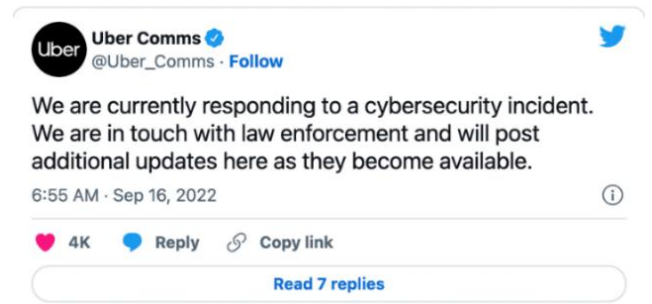 Uber
Uber Comms
@Uber_Comms · Follow
We are currently responding to a cybersecurity incident.
We are in touch with law enforcement and will post
additional updates here as they become available.
6:55 AM · Sep 16, 2022
4K Reply Copy link
Read 7 replies